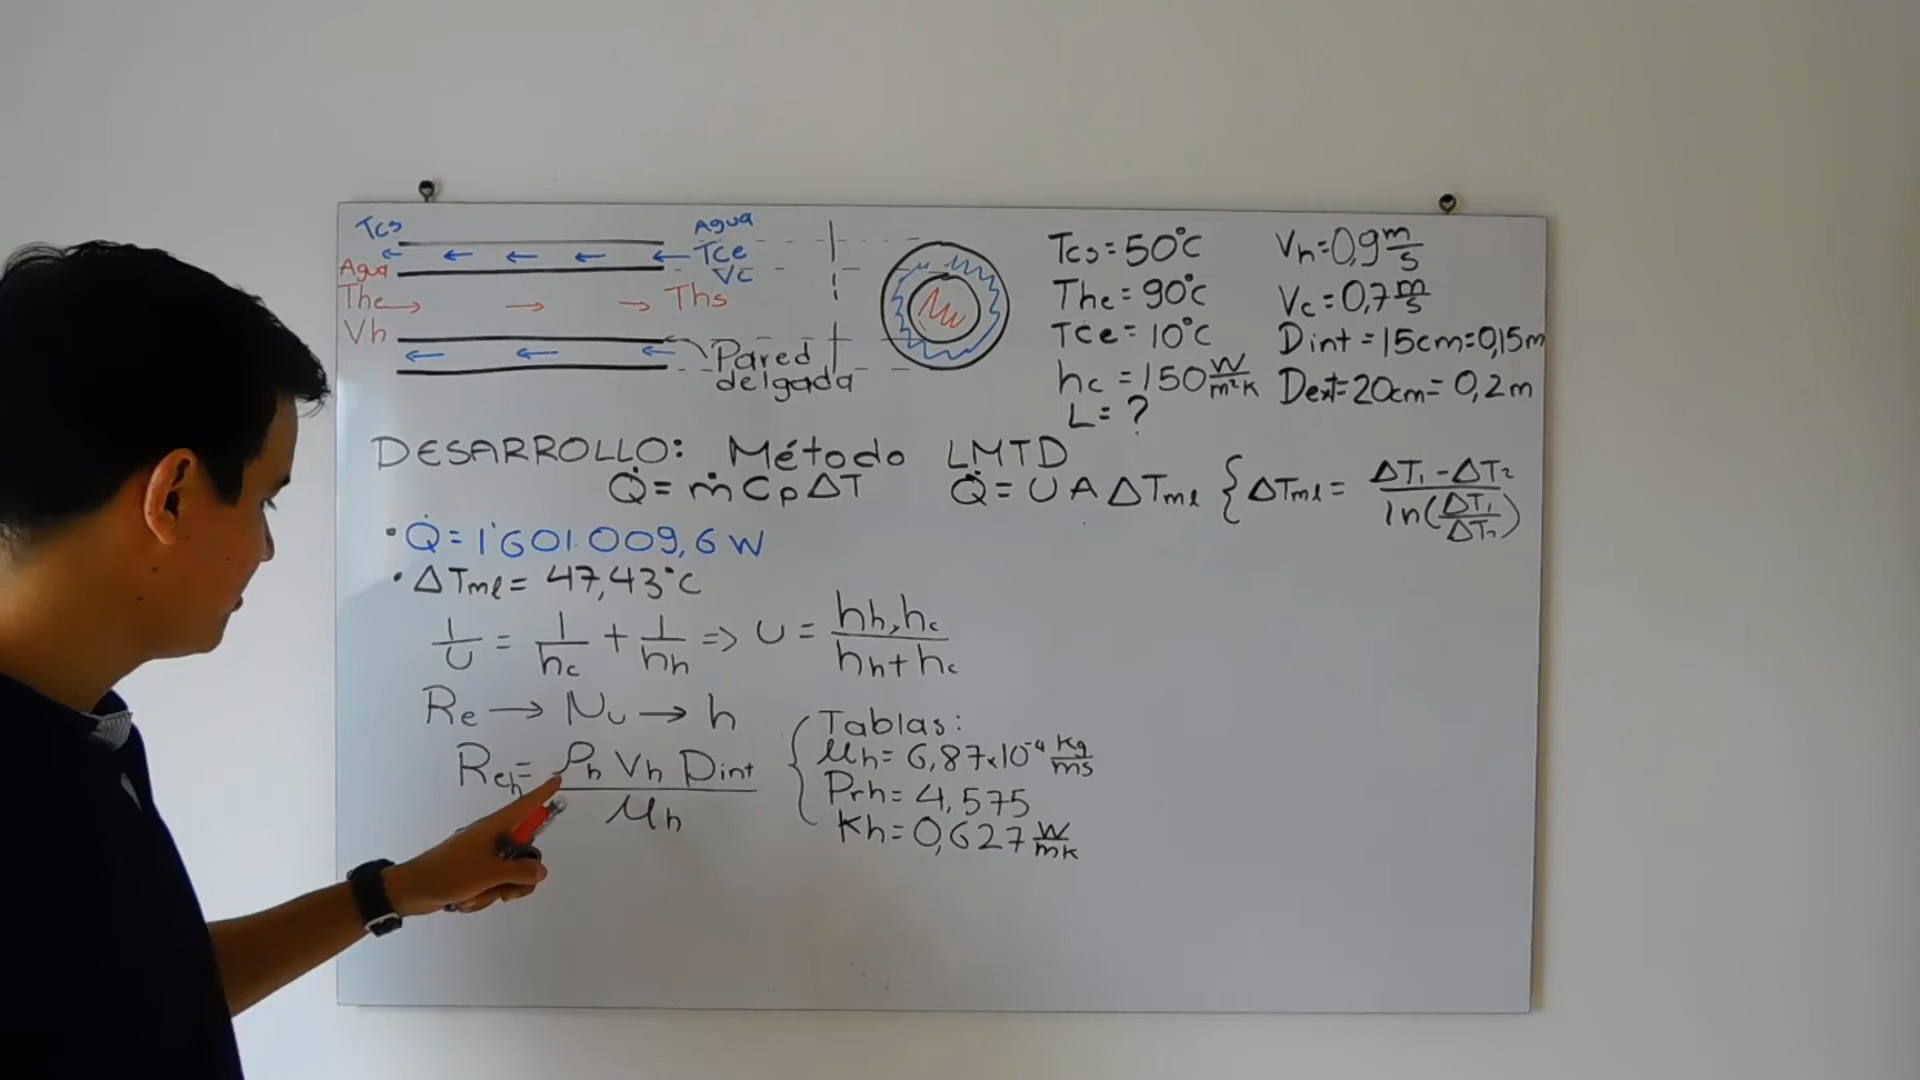 Tcs
Agua
Tce
Vc
Agua
The
Ths
Vh
Pared
delgada
Tcs = 50°C
The = 90°C
Tce = 10°C
hc = 150 W/m²K
L = ?
Vh = 0,9 m/s
Vc = 0,7 m/s
Dint = 15cm = 0,15m
Dext = 20cm = 0,2m
DESARROLLO: Método LMTD
Q̇ = ṁ Cp ΔT
Q̇ = U A ΔTml { ΔTml = (ΔT1 - ΔT2) / ln(ΔT1/ΔT2)
• Q̇ = 1'601.009,6 W
• ΔTml = 47,43°C
1/U = 1/hc + 1/hh => U = hh.hc / (hh + hc)
Re → Nu → h
Reh = ρh Vh Dint / μh
{ Tablas:
μh = 6,87x10⁻⁴ kg/ms
Prh = 4,575
Kh = 0,627 W/mK